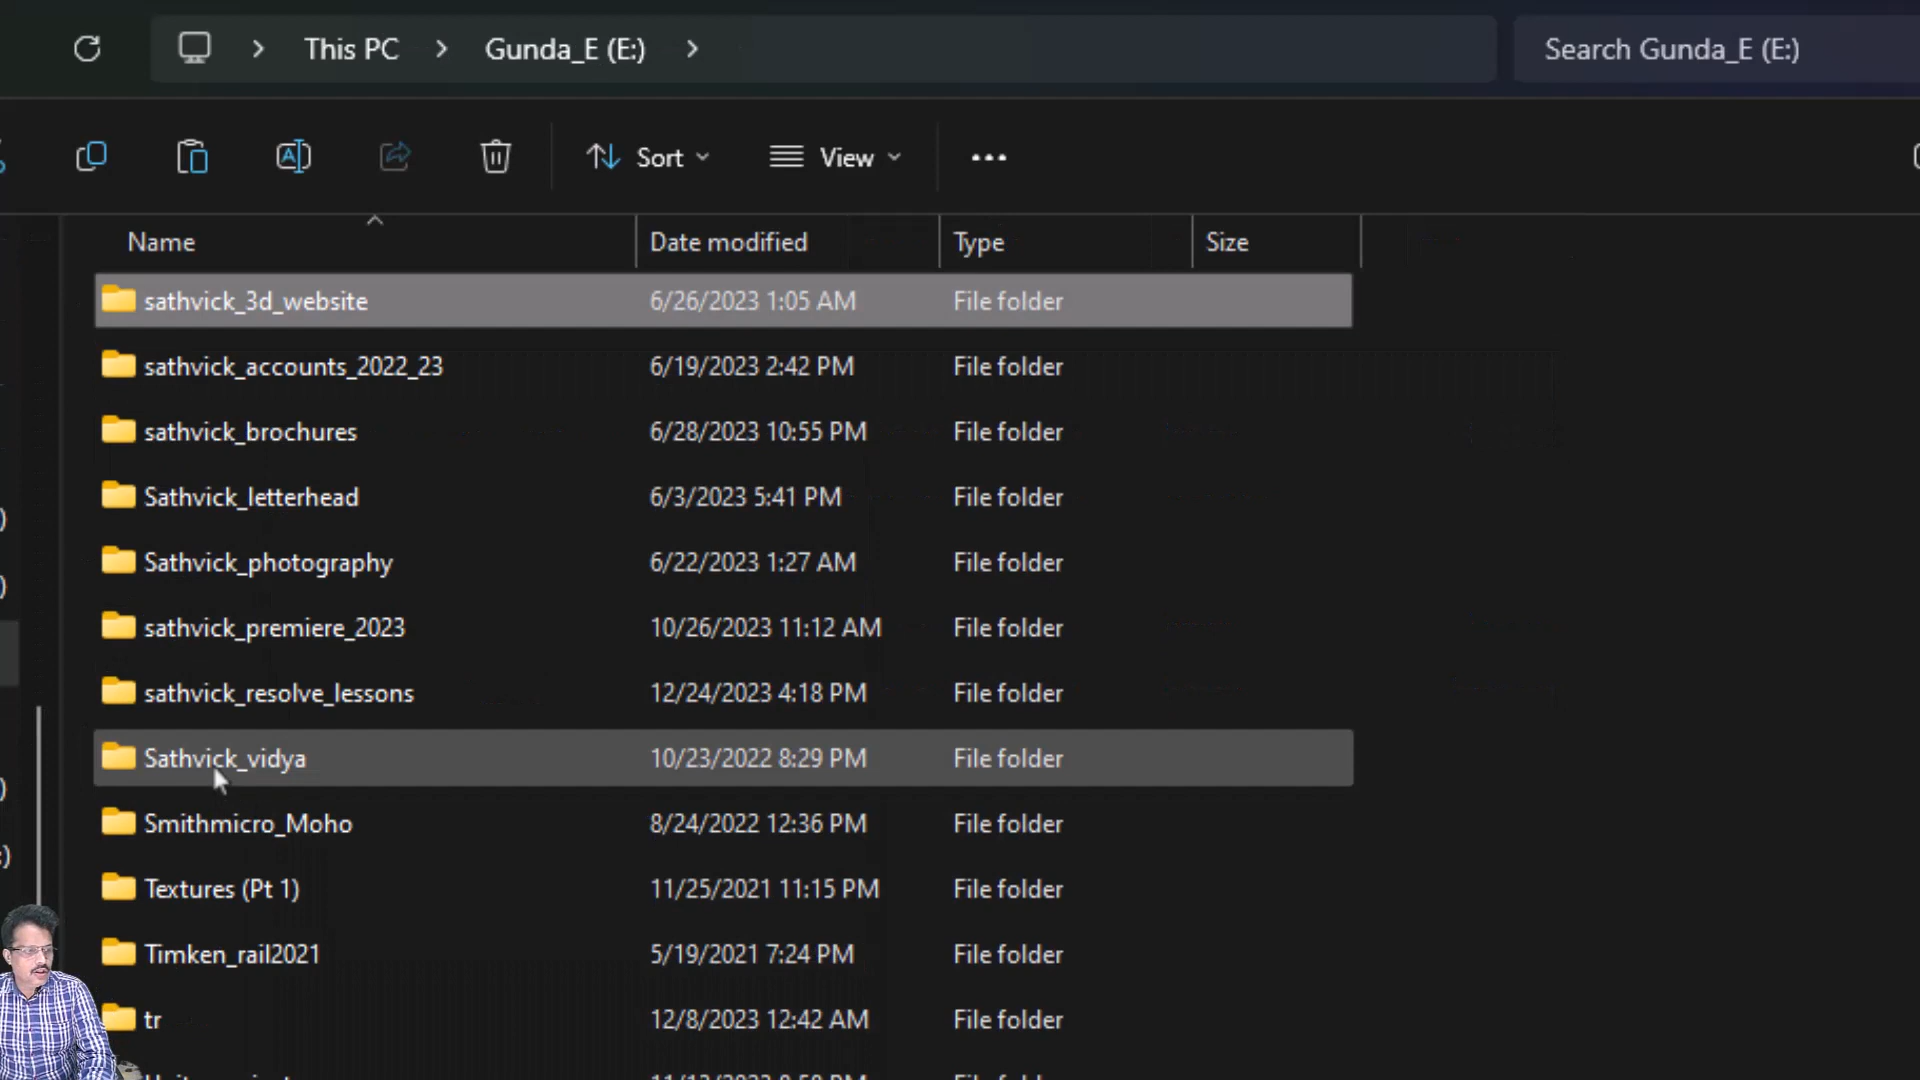 This PC > Gunda_E (E:) > Search Gunda_E (E:)
Sort View
Name Date modified Type Size
sathvick_3d_website 6/26/2023 1:05 AM File folder
sathvick_accounts_2022_23 6/19/2023 2:42 PM File folder
sathvick_brochures 6/28/2023 10:55 PM File folder
Sathvick_letterhead 6/3/2023 5:41 PM File folder
Sathvick_photography 6/22/2023 1:27 AM File folder
sathvick_premiere_2023 10/26/2023 11:12 AM File folder
sathvick_resolve_lessons 12/24/2023 4:18 PM File folder
Sathvick_vidya 10/23/2022 8:29 PM File folder
Smithmicro_Moho 8/24/2022 12:36 PM File folder
Textures (Pt 1) 11/25/2021 11:15 PM File folder
Timken_rail2021 5/19/2021 7:24 PM File folder
tr 12/8/2023 12:42 AM File folder